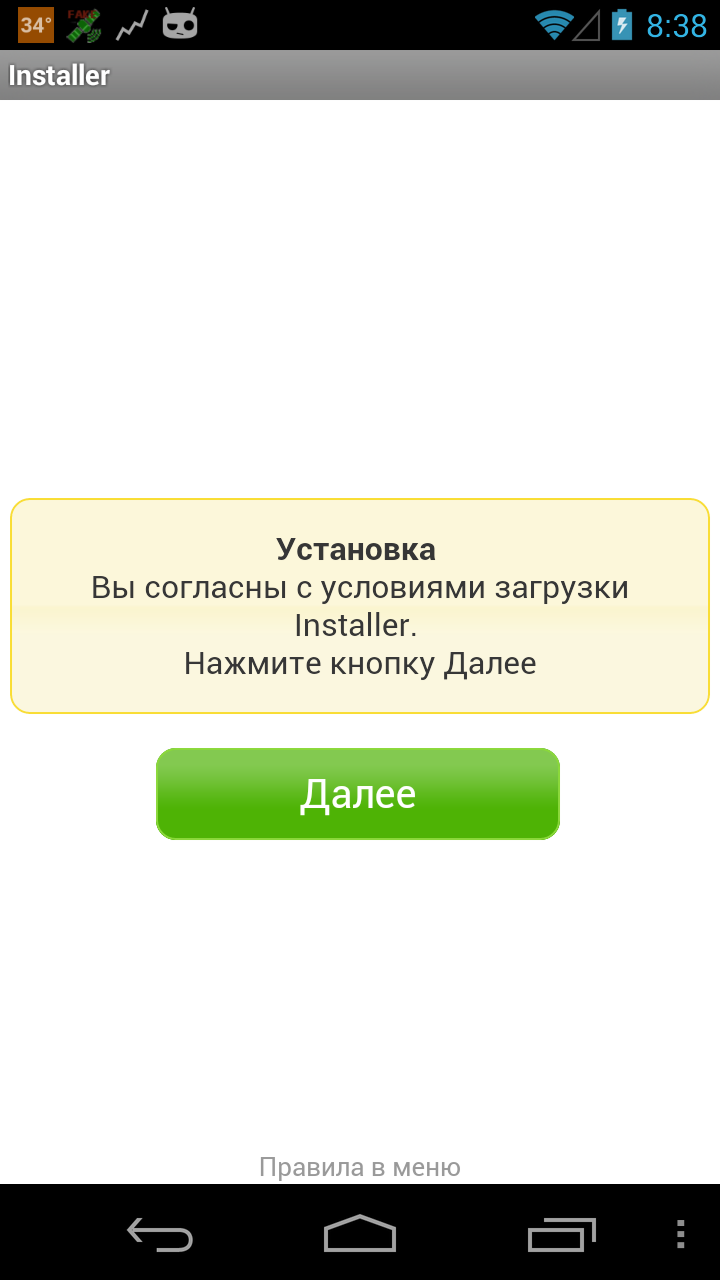 34°
FAKE
8:38
Installer
Установка
Вы согласны с условиями загрузки
Installer.
Нажмите кнопку Далее
Далее
Правила в меню